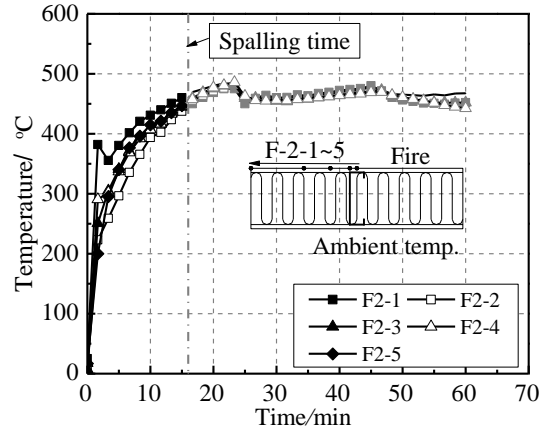 600
500
400
300
200
100
0
Temperature/ °C
Spalling time
F-2-1~5
Fire
Ambient temp.
F2-1 F2-2
F2-3 F2-4
F2-5
0 10 20 30 40 50 60 70
Time/min